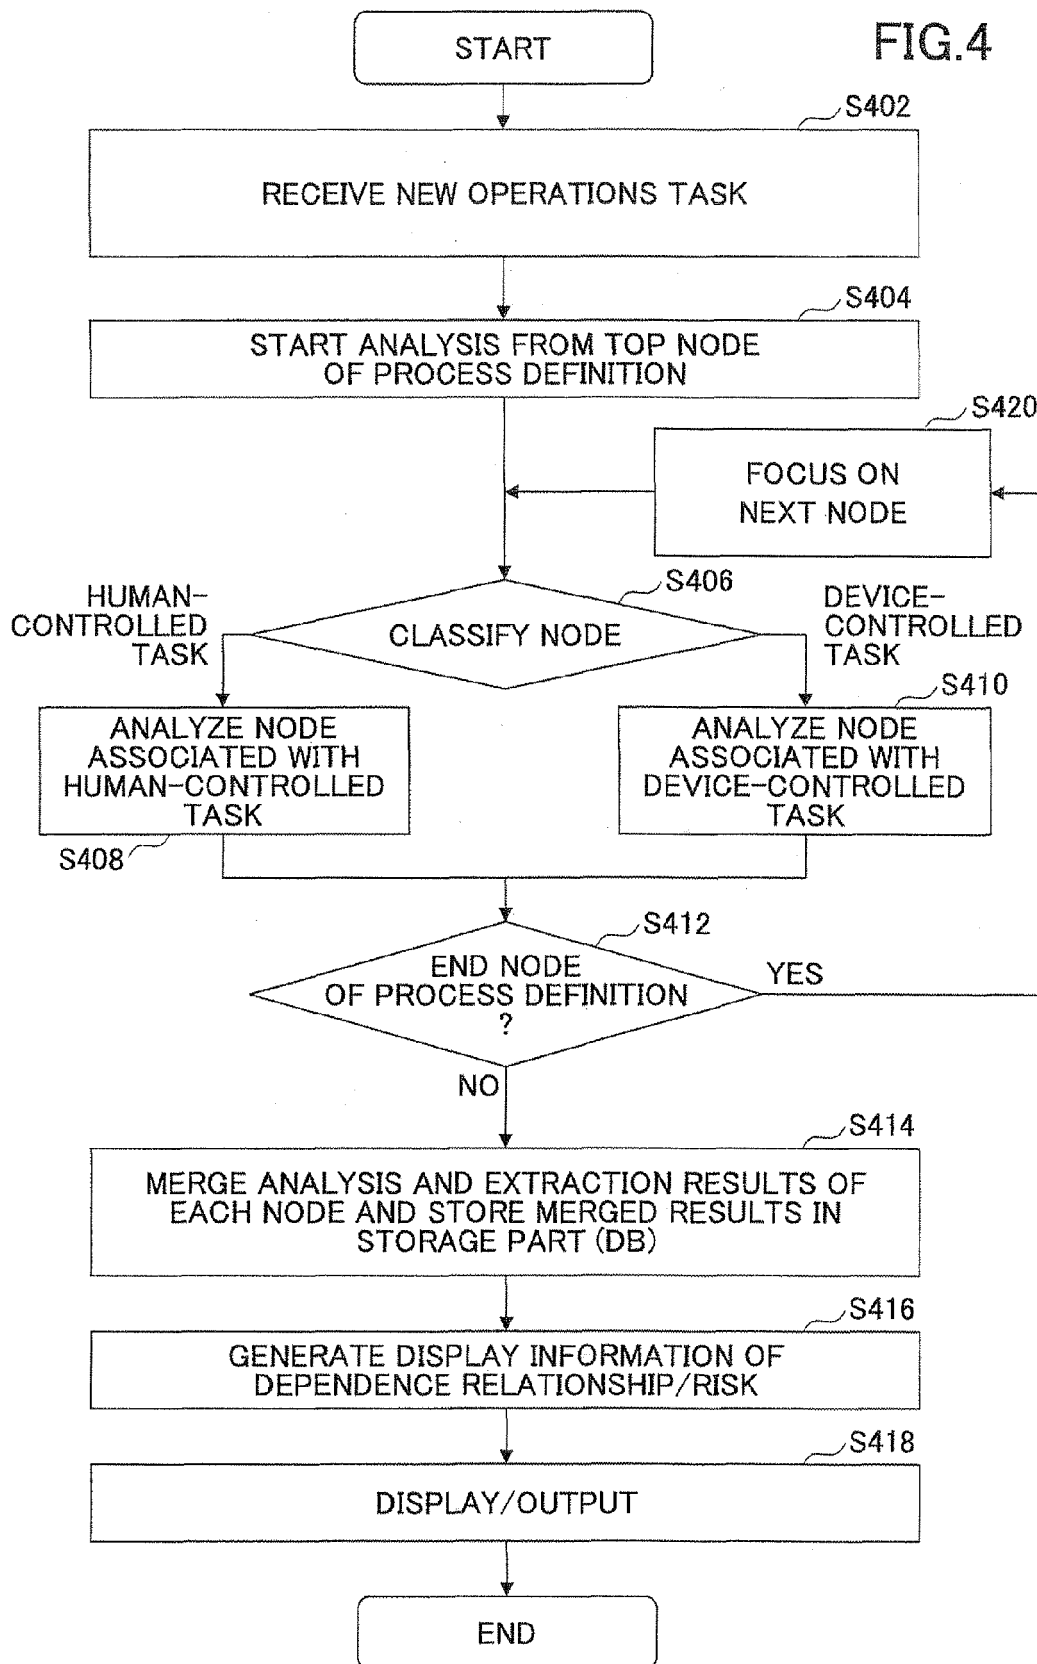 FIG.4
START
S402
RECEIVE NEW OPERATIONS TASK
S404
START ANALYSIS FROM TOP NODE
OF PROCESS DEFINITION
S420
FOCUS ON
NEXT NODE
S406
CLASSIFY NODE
HUMAN-
CONTROLLED
TASK
DEVICE-
CONTROLLED
TASK
ANALYZE NODE
ASSOCIATED WITH
HUMAN-CONTROLLED
TASK
S408
S410
ANALYZE NODE
ASSOCIATED WITH
DEVICE-CONTROLLED
TASK
S412
END NODE
OF PROCESS DEFINITION
?
YES
NO
S414
MERGE ANALYSIS AND EXTRACTION RESULTS OF
EACH NODE AND STORE MERGED RESULTS IN
STORAGE PART (DB)
S416
GENERATE DISPLAY INFORMATION OF
DEPENDENCE RELATIONSHIP/RISK
S418
DISPLAY/OUTPUT
END